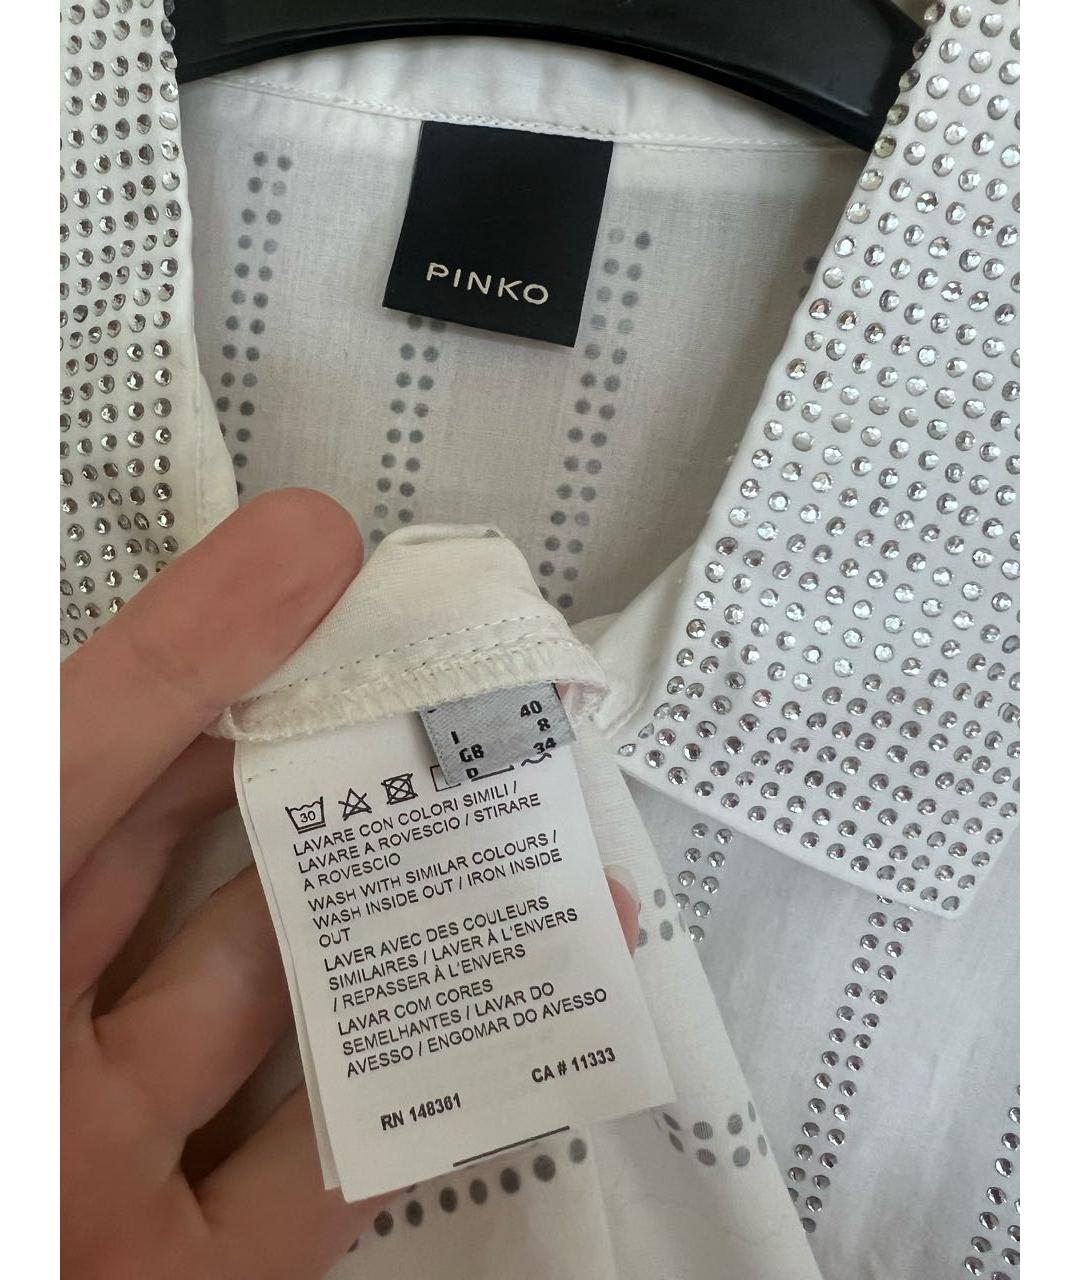 PINKO
40
I 8
GB 34
D
30
LAVARE CON COLORI SIMILI /
LAVARE A ROVESCIO / STIRARE
A ROVESCIO
WASH WITH SIMILAR COLOURS /
WASH INSIDE OUT / IRON INSIDE
OUT
LAVER AVEC DES COULEURS
SIMILAIRES / LAVER À L'ENVERS
/ REPASSER À L'ENVERS
LAVAR COM CORES
SEMELHANTES / LAVAR DO
AVESSO / ENGOMAR DO AVESSO
CA # 11333
RN 148361